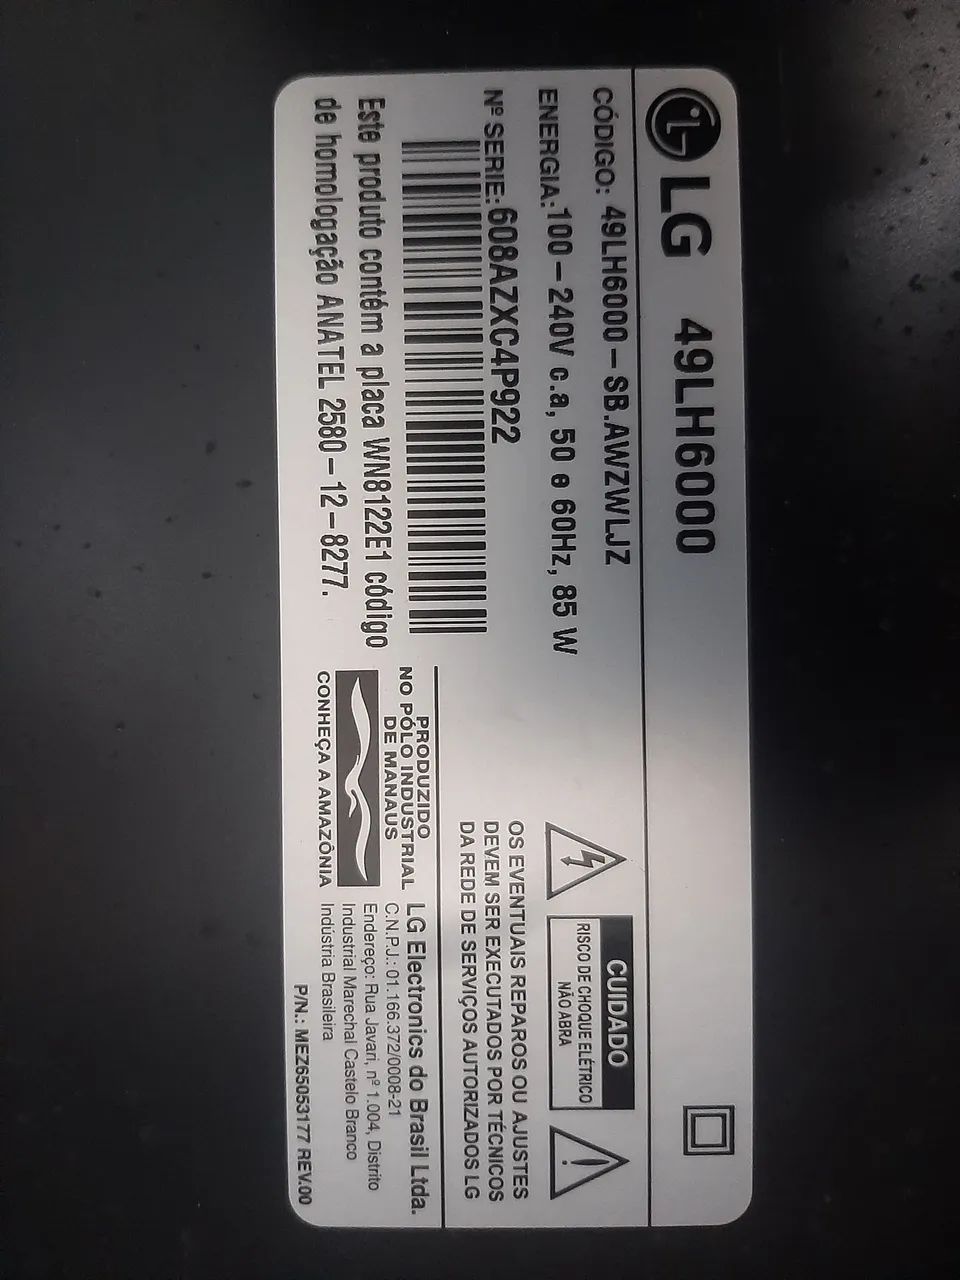 LG 49LH6000
CÓDIGO: 49LH6000-SB.AWZWLJZ
ENERGIA:100-240V c.a, 50 e 60Hz, 85 W
Nº SERIE:608AZXC4P922
Este produto contém a placa WN8122E1 código
de homologação ANATEL 2580-12-8277.
CUIDADO
RISCO DE CHOQUE ELÉTRICO
NÃO ABRA
OS EVENTUAIS REPAROS OU AJUSTES
DEVEM SER EXECUTADOS POR TÉCNICOS
DA REDE DE SERVIÇOS AUTORIZADOS LG
PRODUZIDO
NO PÓLO INDUSTRIAL
DE MANAUS
CONHEÇA A AMAZÔNIA
LG Electronics do Brasil Ltda.
C.N.P.J.: 01.166.372/0008-21
Endereço: Rua Javari, nº 1.004, Distrito
Industrial Marechal Castelo Branco
Indústria Brasileira
P/N.: MEZ65053177 REV.00